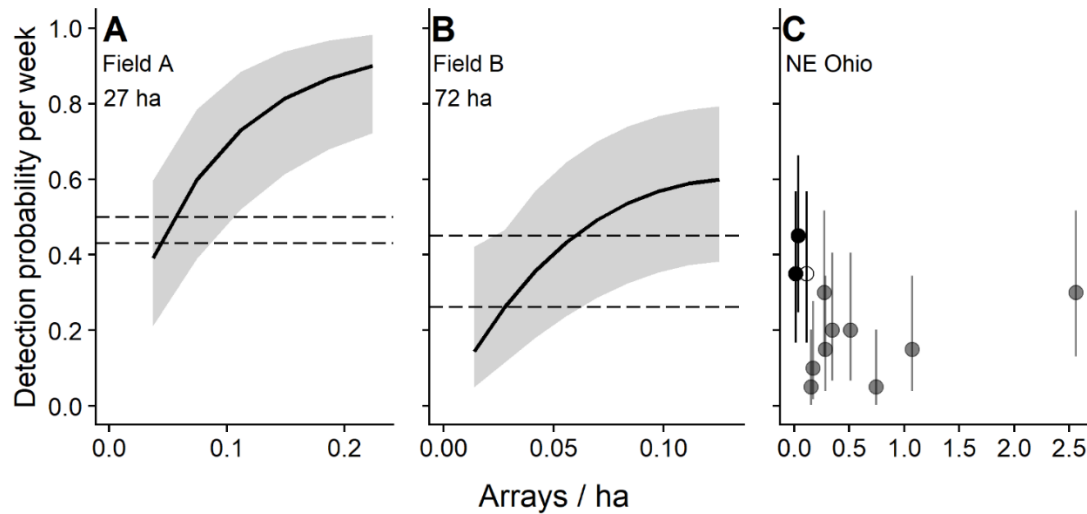 A
B
C
Field A
Field B
NE Ohio
27 ha
72 ha
Detection probability per week
1.0
0.8
0.6
0.4
0.2
0.0
0.0 0.1 0.2
0.00 0.05 0.10
0.0 0.5 1.0 1.5 2.0 2.5
Arrays / ha